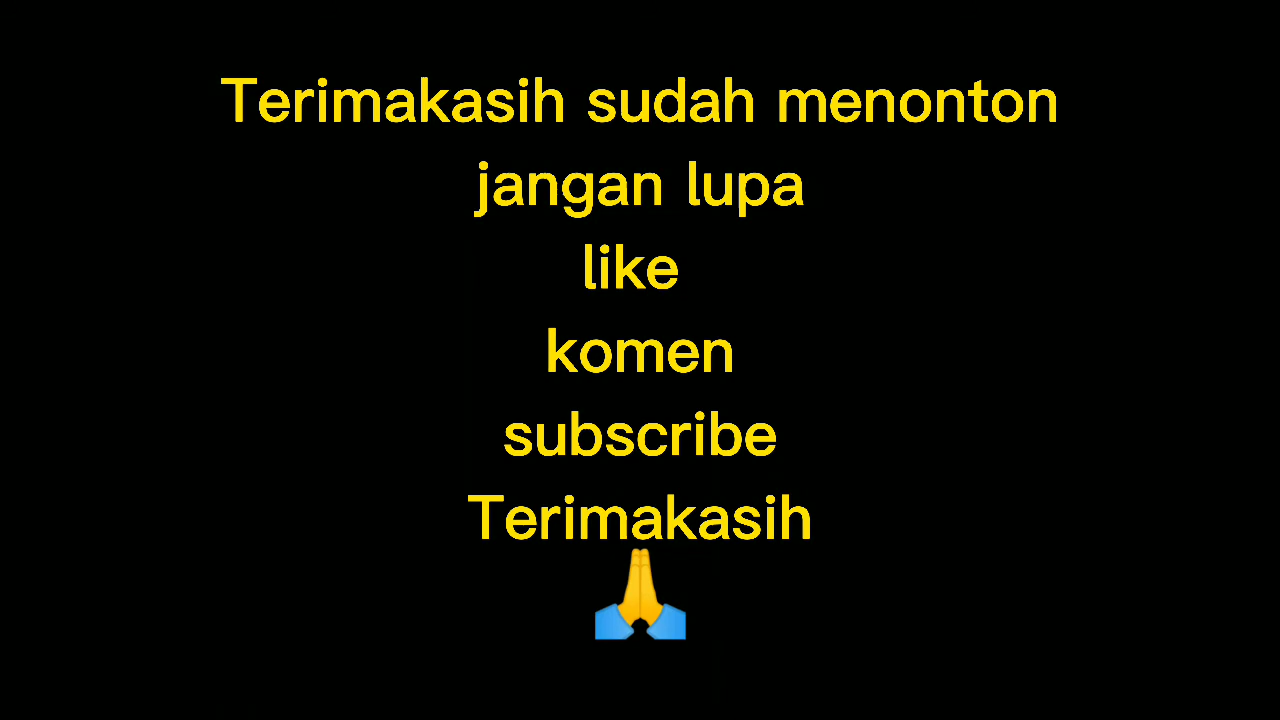 Terimakasih sudah menonton
jangan lupa
like
komen
subscribe
Terimakasih
🙏